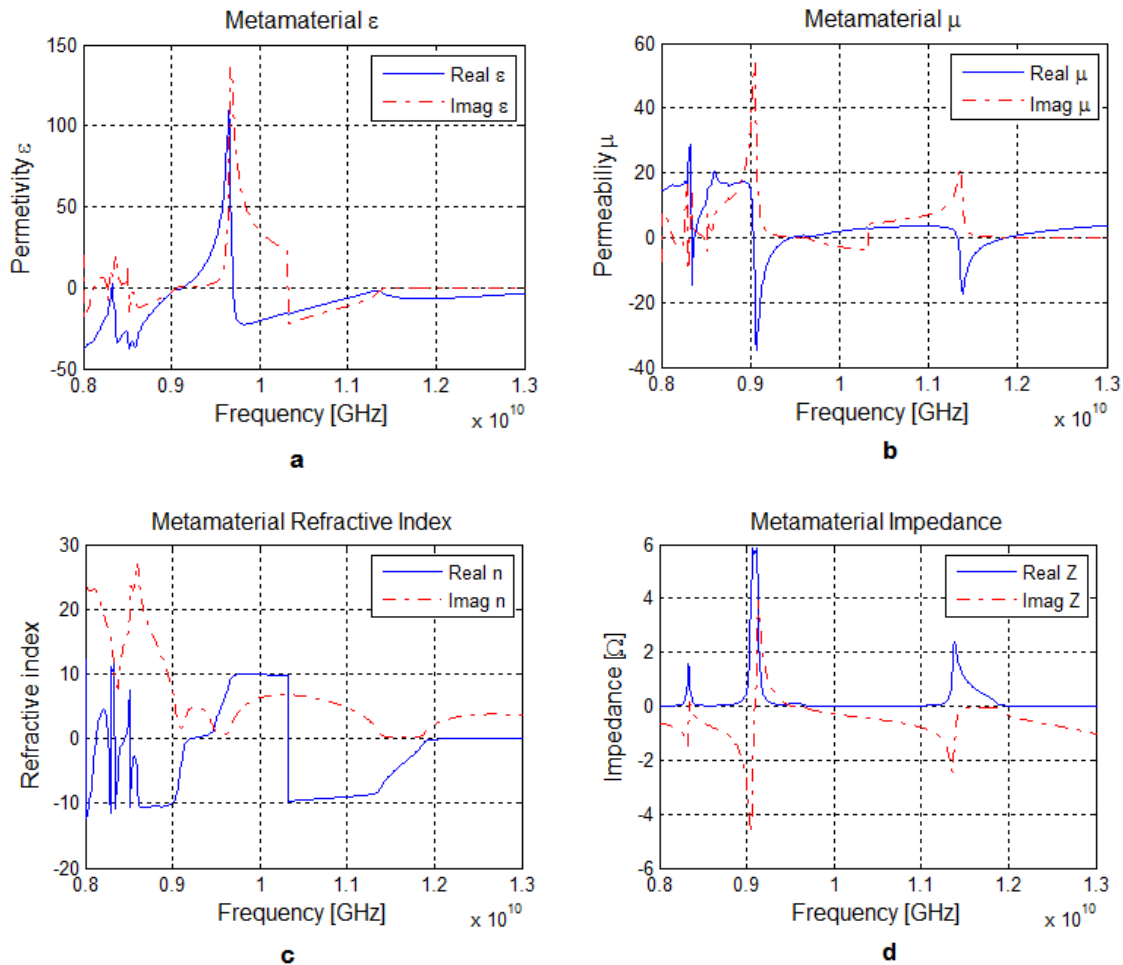 Metamaterial ε
150
100
50
0
-50
Permetivity ε
Real ε
Imag ε
0.8 0.9 1 1.1 1.2 1.3
Frequency [GHz]
x 10^10
a
Metamaterial μ
60
40
20
0
-20
-40
Permeabiliy μ
Real μ
Imag μ
0.8 0.9 1 1.1 1.2 1.3
Frequency [GHz]
x 10^10
b
Metamaterial Refractive Index
30
20
10
0
-10
-20
Refractive index
Real n
Imag n
0.8 0.9 1 1.1 1.2 1.3
Frequency [GHz]
x 10^10
c
Metamaterial Impedance
6
4
2
0
-2
-4
-6
Impedance [Ω]
Real Z
Imag Z
0.8 0.9 1 1.1 1.2 1.3
Frequency [GHz]
x 10^10
d